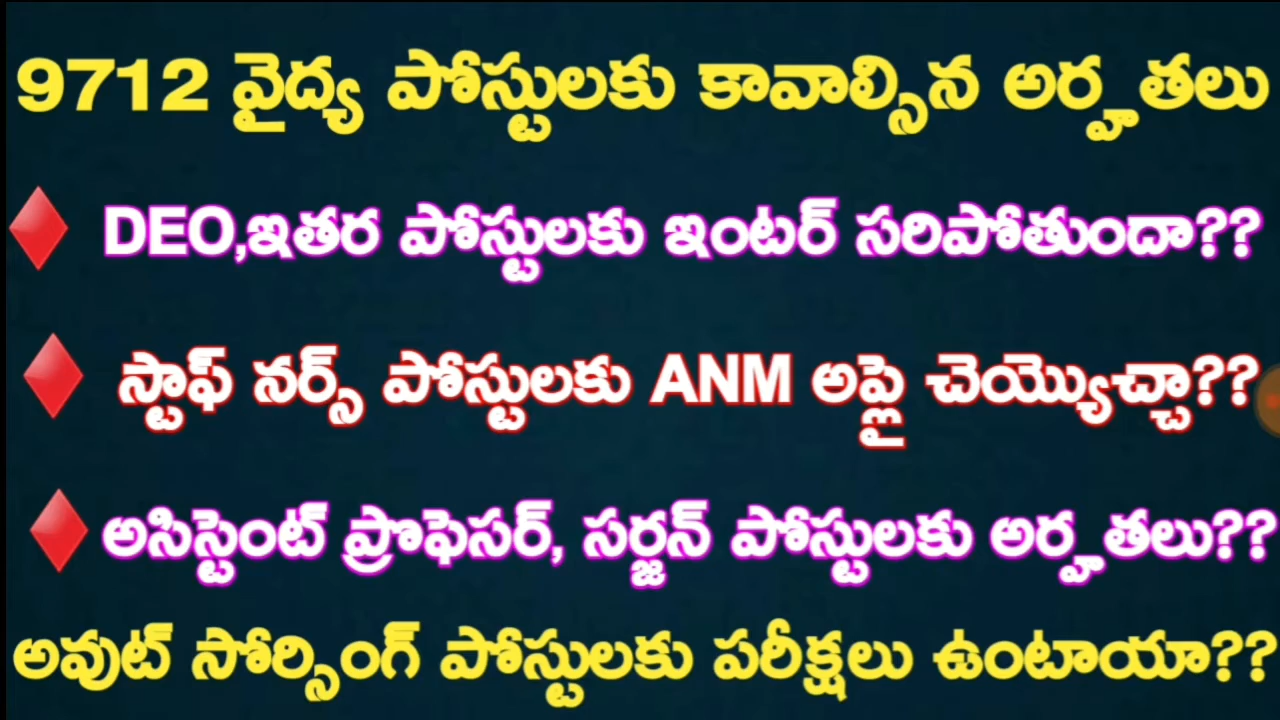 9712 వైద్య పోస్టులకు కావాల్సిన అర్హతలు
DEO,ఇతర పోస్టులకు ఇంటర్ సరిపోతుందా??
స్టాఫ్ నర్స్ పోస్టులకు ANM అప్లై చెయ్యొచ్చా??
అసిస్టెంట్ ప్రొఫెసర్, సర్జన్ పోస్టులకు అర్హతలు??
అవుట్ సోర్సింగ్ పోస్టులకు పరీక్షలు ఉంటాయా??